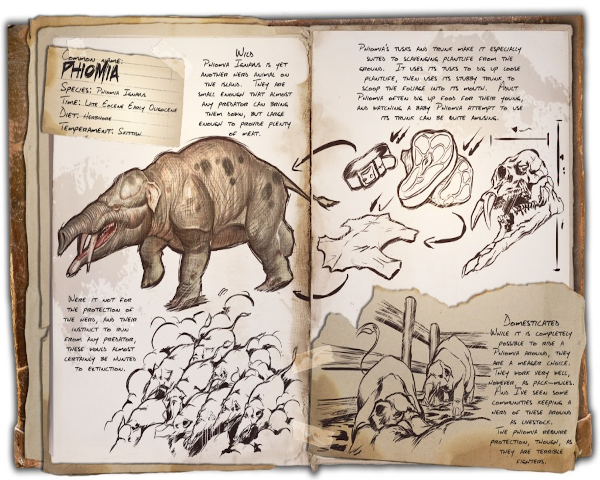 Common name:
PHIOMIA
Species: Phiomia Ignarus
Time: Late Eocene Early Oligocene
Diet: Herbivore
Temperament: Skittish
Wild
Phiomia Ignarus is yet
another herd animal on
the island. They are
small enough that almost
any predator can bring
them down, but large
enough to provide plenty
of meat.
Were it not for
the protection of
the herd, and their
instinct to run
from any predator,
these would almost
certainly be hunted
to extinction.
Phiomia's tusks and trunk make it especially
suited to scavenging plantlife from the
ground. It uses its tusks to dig up loose
plantlife, then uses its stubby trunk to
scoop the foliage into its mouth. Adult
Phiomia often dig up food for their young,
and watching a baby Phiomia attempt to use
its trunk can be quite amusing.
Domesticated
While it is completely
possible to ride a
Phiomia around, they
are a meager choice.
They work very well,
however, as pack-mules.
And I've seen some
communities keeping a
herd of these around
as livestock.
The phiomia require
protection, though, as
they are terrible
fighters.